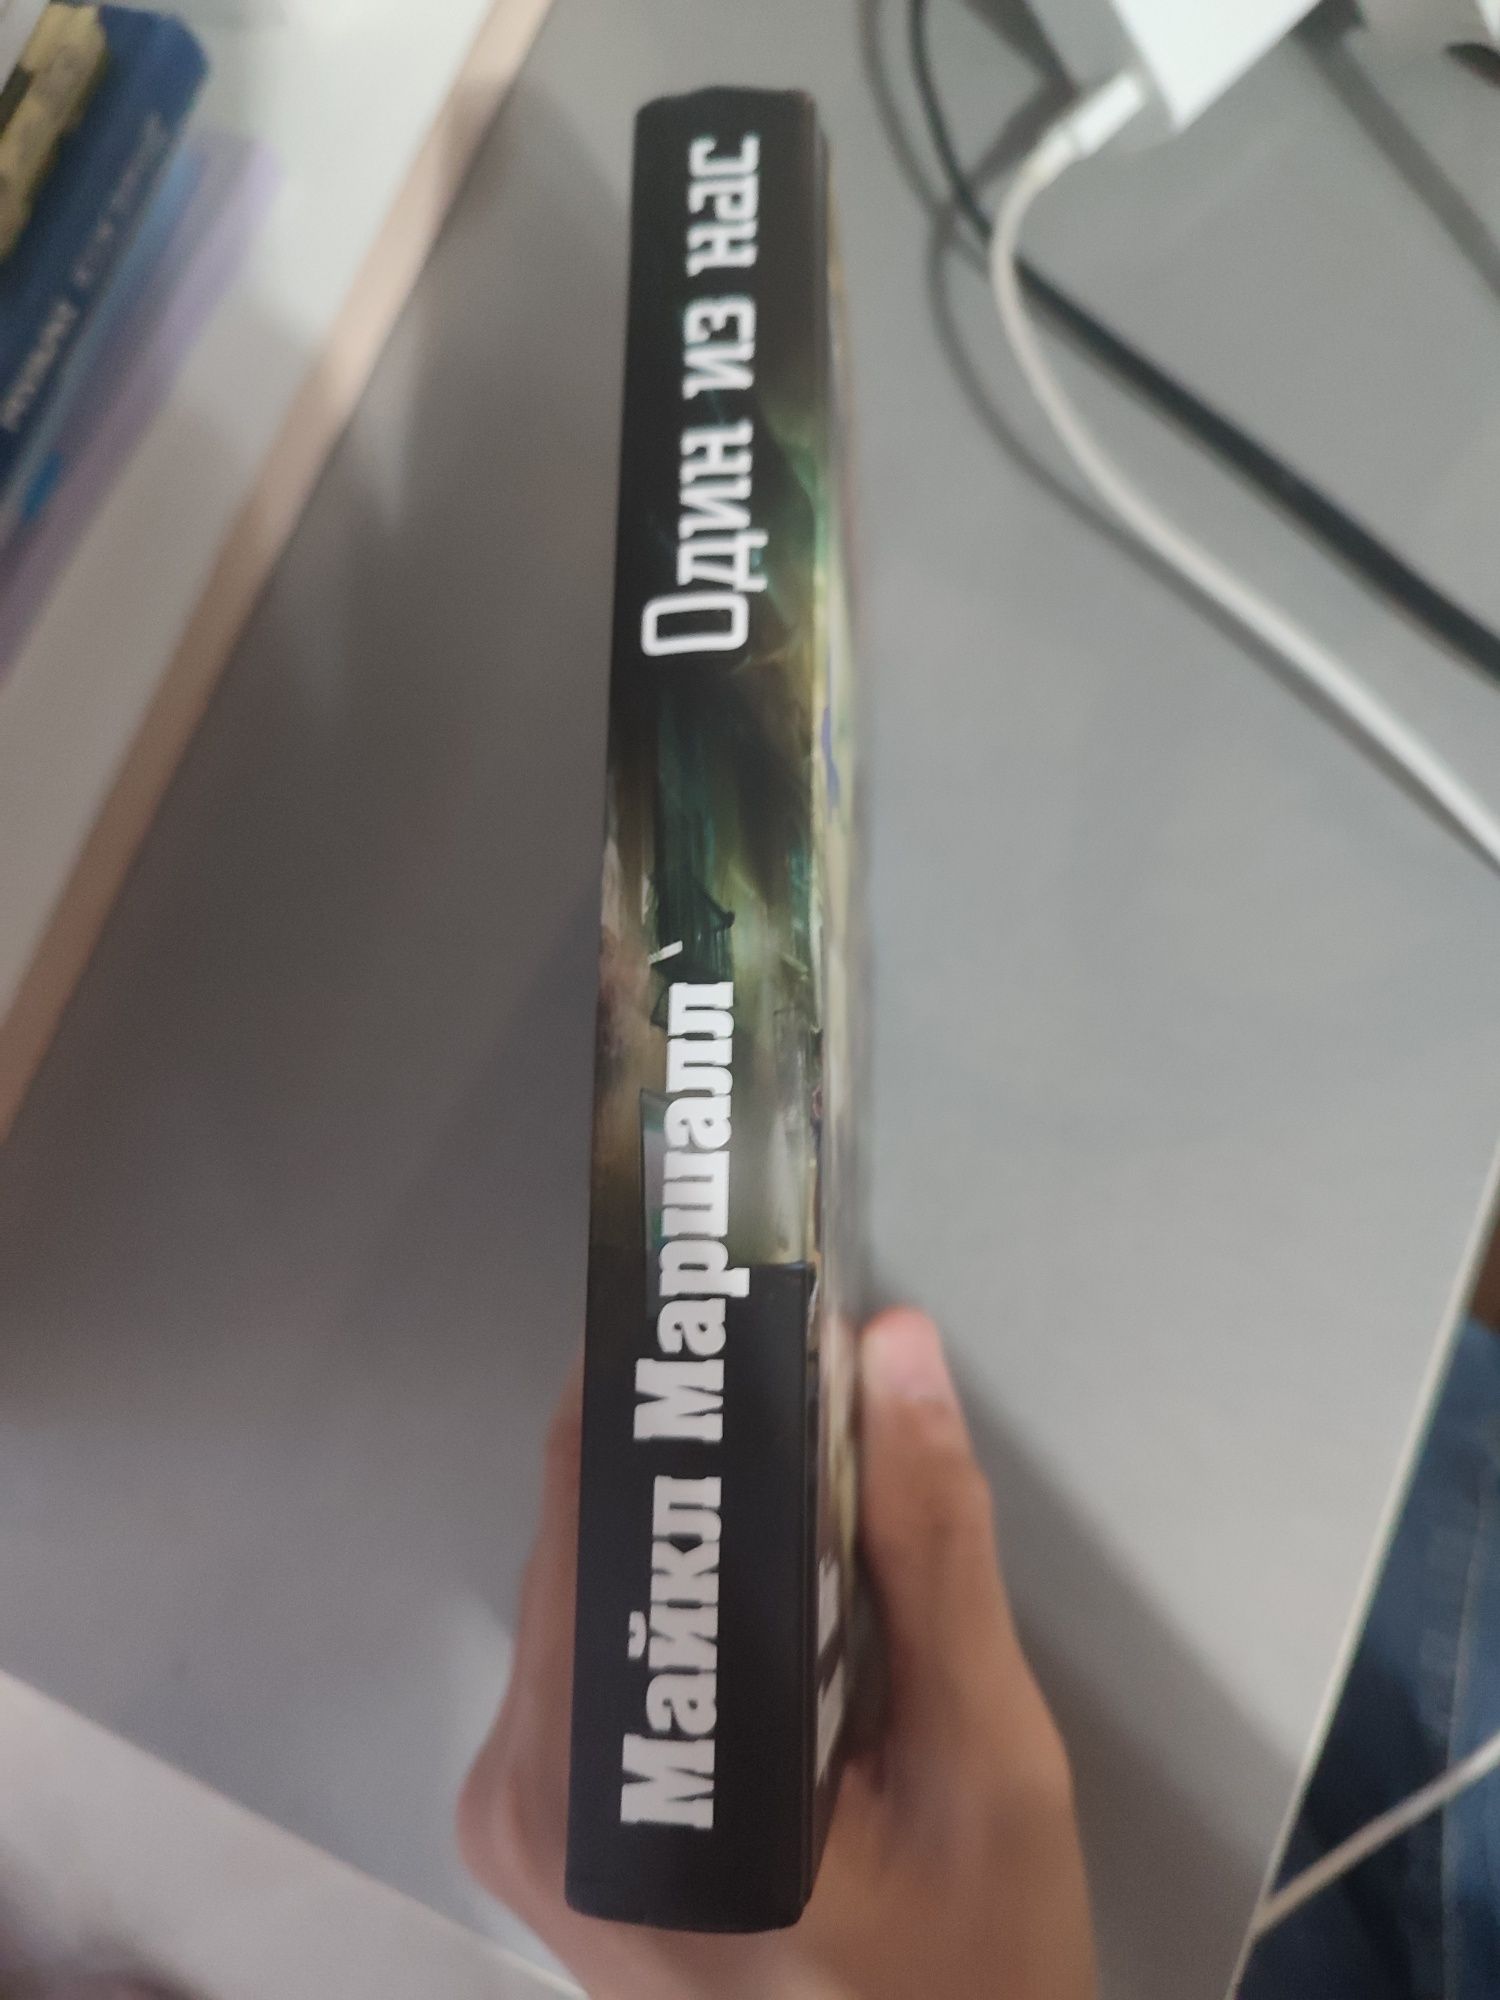 Майкл Маршалл
Один из нас